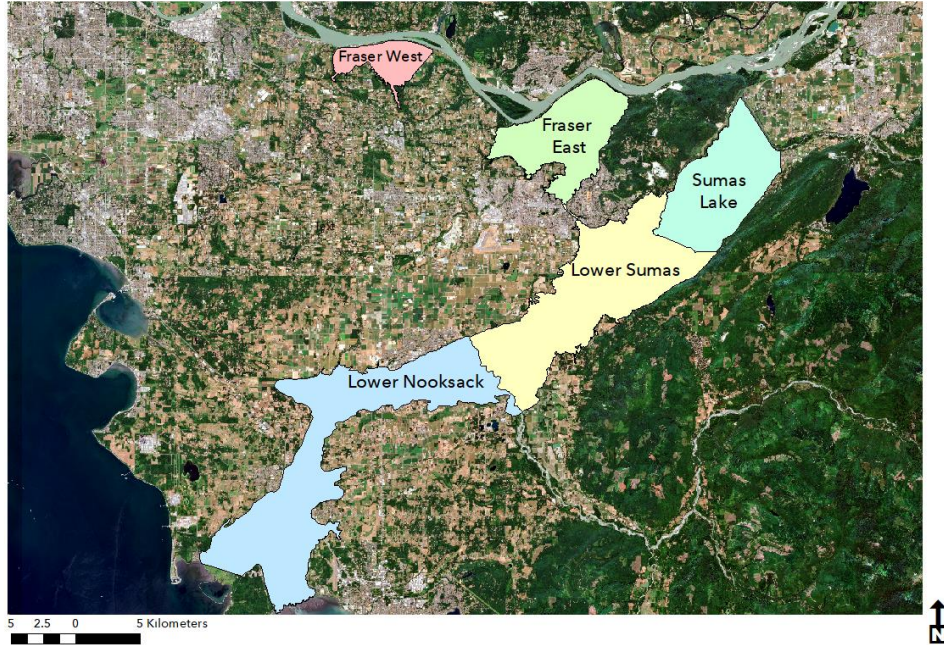 Fraser West
Fraser
East
Sumas
Lake
Lower Sumas
Lower Nooksack
5 2.5 0 5 Kilometers
N